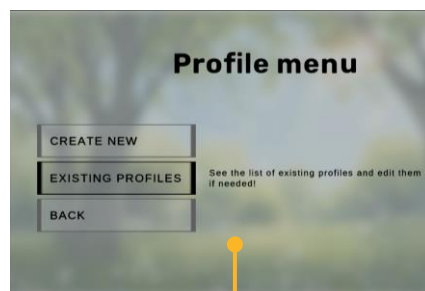 Profile menu
CREATE NEW
EXISTING PROFILES
See the list of existing profiles and edit them
if needed!
BACK